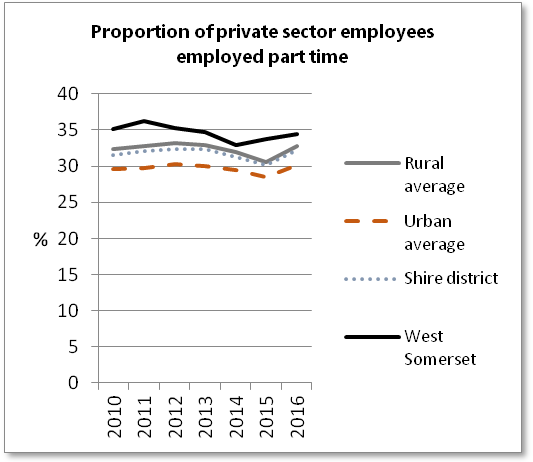 Proportion of private sector employees
employed part time
40
35
30
25
20
15
10
5
0
%
2010
2011
2012
2013
2014
2015
2016
Rural
average
Urban
average
Shire district
West
Somerset